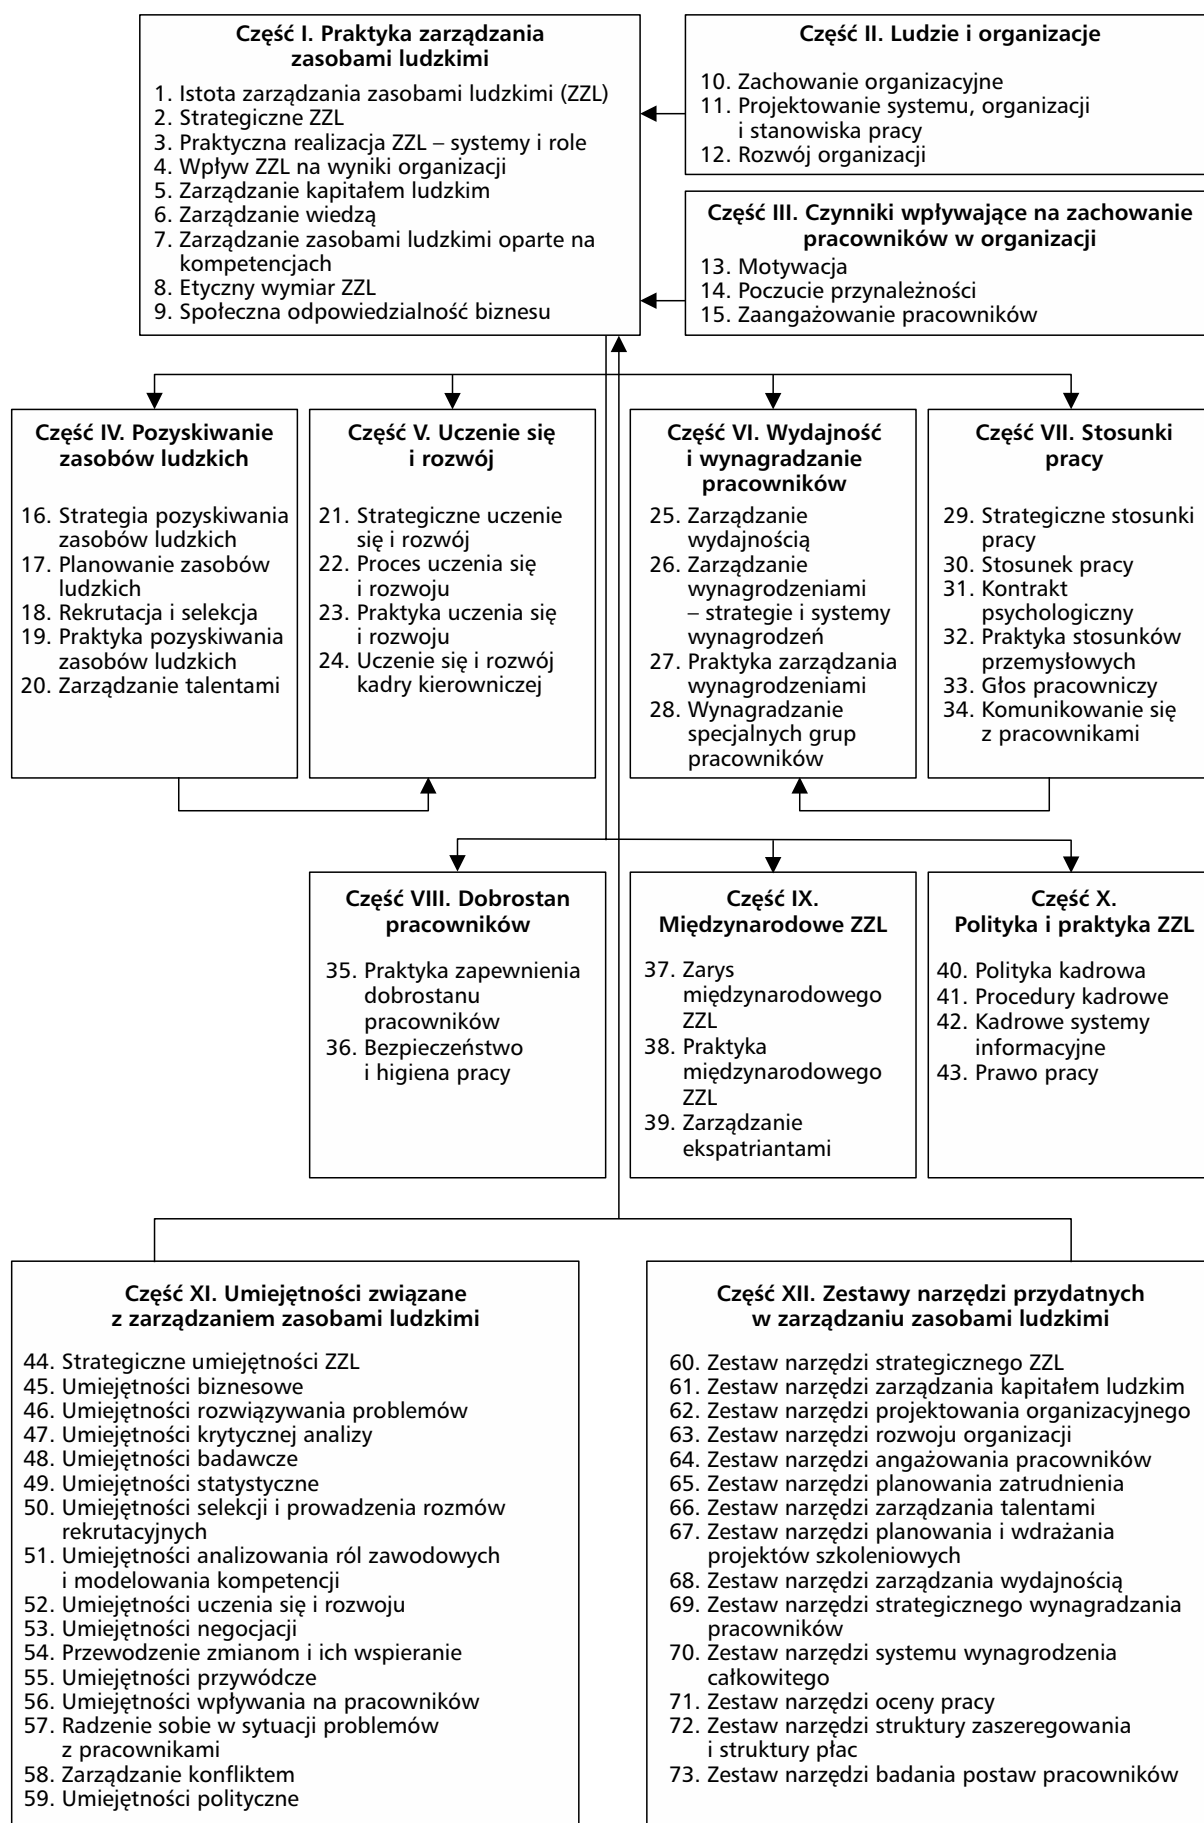 Część I. Praktyka zarządzania
zasobami ludzkimi
1. Istota zarządzania zasobami ludzkimi (ZZL)
2. Strategiczne ZZL
3. Praktyczna realizacja ZZL – systemy i role
4. Wpływ ZZL na wyniki organizacji
5. Zarządzanie kapitałem ludzkim
6. Zarządzanie wiedzą
7. Zarządzanie zasobami ludzkimi oparte na
kompetencjach
8. Etyczny wymiar ZZL
9. Społeczna odpowiedzialność biznesu
Część II. Ludzie i organizacje
10. Zachowanie organizacyjne
11. Projektowanie systemu, organizacji
i stanowiska pracy
12. Rozwój organizacji
Część III. Czynniki wpływające na zachowanie
pracowników w organizacji
13. Motywacja
14. Poczucie przynależności
15. Zaangażowanie pracowników
Część IV. Pozyskiwanie
zasobów ludzkich
16. Strategia pozyskiwania
zasobów ludzkich
17. Planowanie zasobów
ludzkich
18. Rekrutacja i selekcja
19. Praktyka pozyskiwania
zasobów ludzkich
20. Zarządzanie talentami
Część V. Uczenie się
i rozwój
21. Strategiczne uczenie
się i rozwój
22. Proces uczenia się
i rozwoju
23. Praktyka uczenia się
i rozwoju
24. Uczenie się i rozwój
kadry kierowniczej
Część VI. Wydajność
i wynagradzanie
pracowników
25. Zarządzanie
wydajnością
26. Zarządzanie
wynagrodzeniami
– strategie i systemy
wynagrodzeń
27. Praktyka zarządzania
wynagrodzeniami
28. Wynagradzanie
specjalnych grup
pracowników
Część VII. Stosunki
pracy
29. Strategiczne stosunki
pracy
30. Stosunek pracy
31. Kontrakt
psychologiczny
32. Praktyka stosunków
przemysłowych
33. Głos pracowniczy
34. Komunikowanie się
z pracownikami
Część VIII. Dobrostan
pracowników
35. Praktyka zapewnienia
dobrostanu
pracowników
36. Bezpieczeństwo
i higiena pracy
Część IX.
Międzynarodowe ZZL
37. Zarys
międzynarodowego
ZZL
38. Praktyka
międzynarodowego
ZZL
39. Zarządzanie
ekspatriantami
Część X.
Polityka i praktyka ZZL
40. Polityka kadrowa
41. Procedury kadrowe
42. Kadrowe systemy
informacyjne
43. Prawo pracy
Część XI. Umiejętności związane
z zarządzaniem zasobami ludzkimi
44. Strategiczne umiejętności ZZL
45. Umiejętności biznesowe
46. Umiejętności rozwiązywania problemów
47. Umiejętności krytycznej analizy
48. Umiejętności badawcze
49. Umiejętności statystyczne
50. Umiejętności selekcji i prowadzenia rozmów
rekrutacyjnych
51. Umiejętności analizowania ról zawodowych
i modelowania kompetencji
52. Umiejętności uczenia się i rozwoju
53. Umiejętności negocjacji
54. Przewodzenie zmianom i ich wspieranie
55. Umiejętności przywódcze
56. Umiejętności wpływania na pracowników
57. Radzenie sobie w sytuacji problemów
z pracownikami
58. Zarządzanie konfliktem
59. Umiejętności polityczne
Część XII. Zestawy narzędzi przydatnych
w zarządzaniu zasobami ludzkimi
60. Zestaw narzędzi strategicznego ZZL
61. Zestaw narzędzi zarządzania kapitałem ludzkim
62. Zestaw narzędzi projektowania organizacyjnego
63. Zestaw narzędzi rozwoju organizacji
64. Zestaw narzędzi angażowania pracowników
65. Zestaw narzędzi planowania zatrudnienia
66. Zestaw narzędzi zarządzania talentami
67. Zestaw narzędzi planowania i wdrażania
projektów szkoleniowych
68. Zestaw narzędzi zarządzania wydajnością
69. Zestaw narzędzi strategicznego wynagradzania
pracowników
70. Zestaw narzędzi systemu wynagrodzenia
całkowitego
71. Zestaw narzędzi oceny pracy
72. Zestaw narzędzi struktury zaszeregowania
i struktury płac
73. Zestaw narzędzi badania postaw pracowników